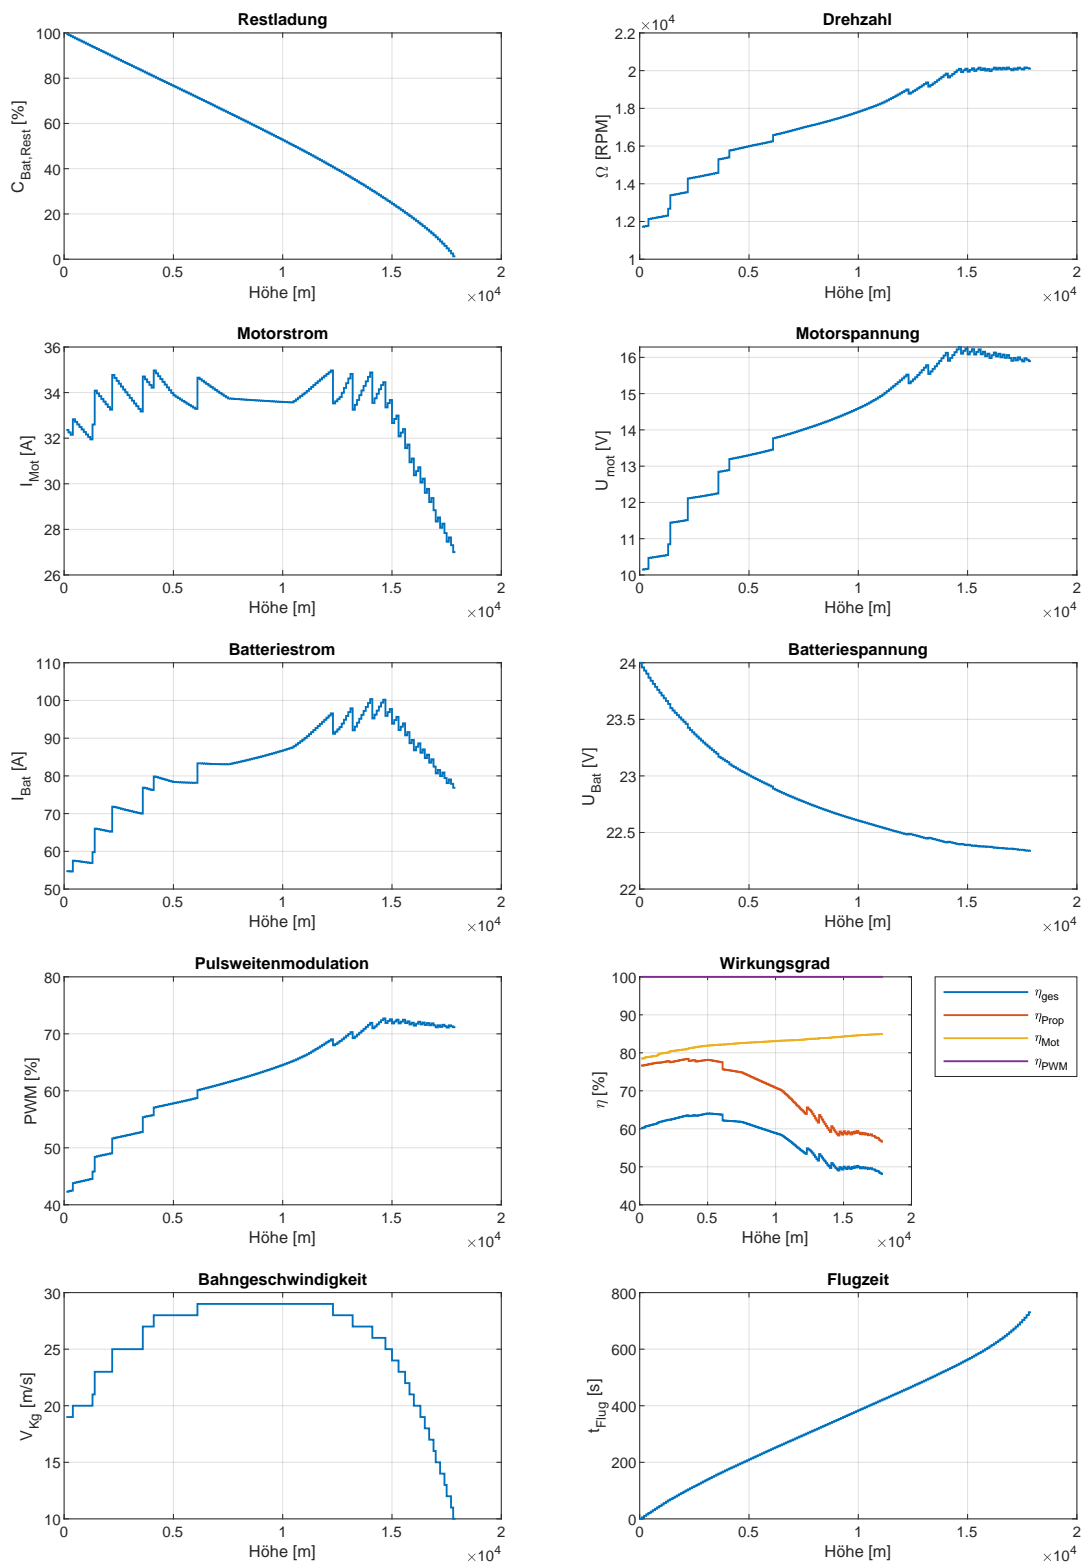 Restladung
C_Bat,Rest [%]
100
80
60
40
20
0
0 0.5 1 1.5 2
Höhe [m]
×10^4
Drehzahl
×10^4
Ω [RPM]
2.2
2
1.8
1.6
1.4
1.2
1
0 0.5 1 1.5 2
Höhe [m]
×10^4
Motorstrom
I_Mot [A]
36
34
32
30
28
26
0 0.5 1 1.5 2
Höhe [m]
×10^4
Motorspannung
U_mot [V]
16
15
14
13
12
11
10
0 0.5 1 1.5 2
Höhe [m]
×10^4
Batteriestrom
I_Bat [A]
110
100
90
80
70
60
50
0 0.5 1 1.5 2
Höhe [m]
×10^4
Batteriespannung
U_Bat [V]
24
23.5
23
22.5
22
0 0.5 1 1.5 2
Höhe [m]
×10^4
Pulsweitenmodulation
PWM [%]
80
70
60
50
40
0 0.5 1 1.5 2
Höhe [m]
×10^4
Wirkungsgrad
η [%]
100
90
80
70
60
50
40
0 0.5 1 1.5 2
Höhe [m]
×10^4
η_ges
η_Prop
η_Mot
η_PWM
Bahngeschwindigkeit
V_Kg [m/s]
30
25
20
15
10
0 0.5 1 1.5 2
Höhe [m]
×10^4
Flugzeit
t_Flug [s]
800
600
400
200
0
0 0.5 1 1.5 2
Höhe [m]
×10^4